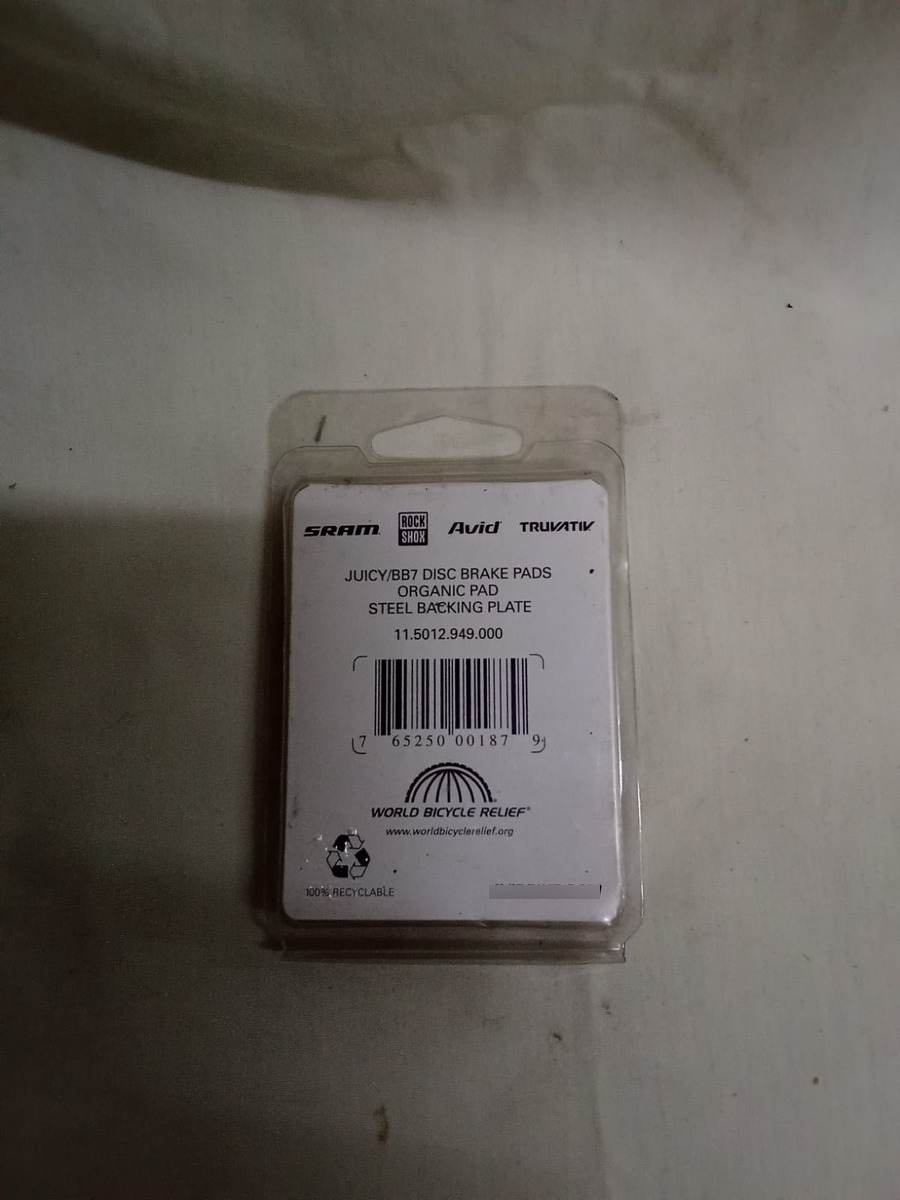 SRAM ROCK SHOX Avid TRUVATIV
JUICY/BB7 DISC BRAKE PADS
ORGANIC PAD
STEEL BACKING PLATE
11.5012.949.000
7 65250 00187 9
WORLD BICYCLE RELIEF®
www.worldbicyclerelief.org
100% RECYCLABLE